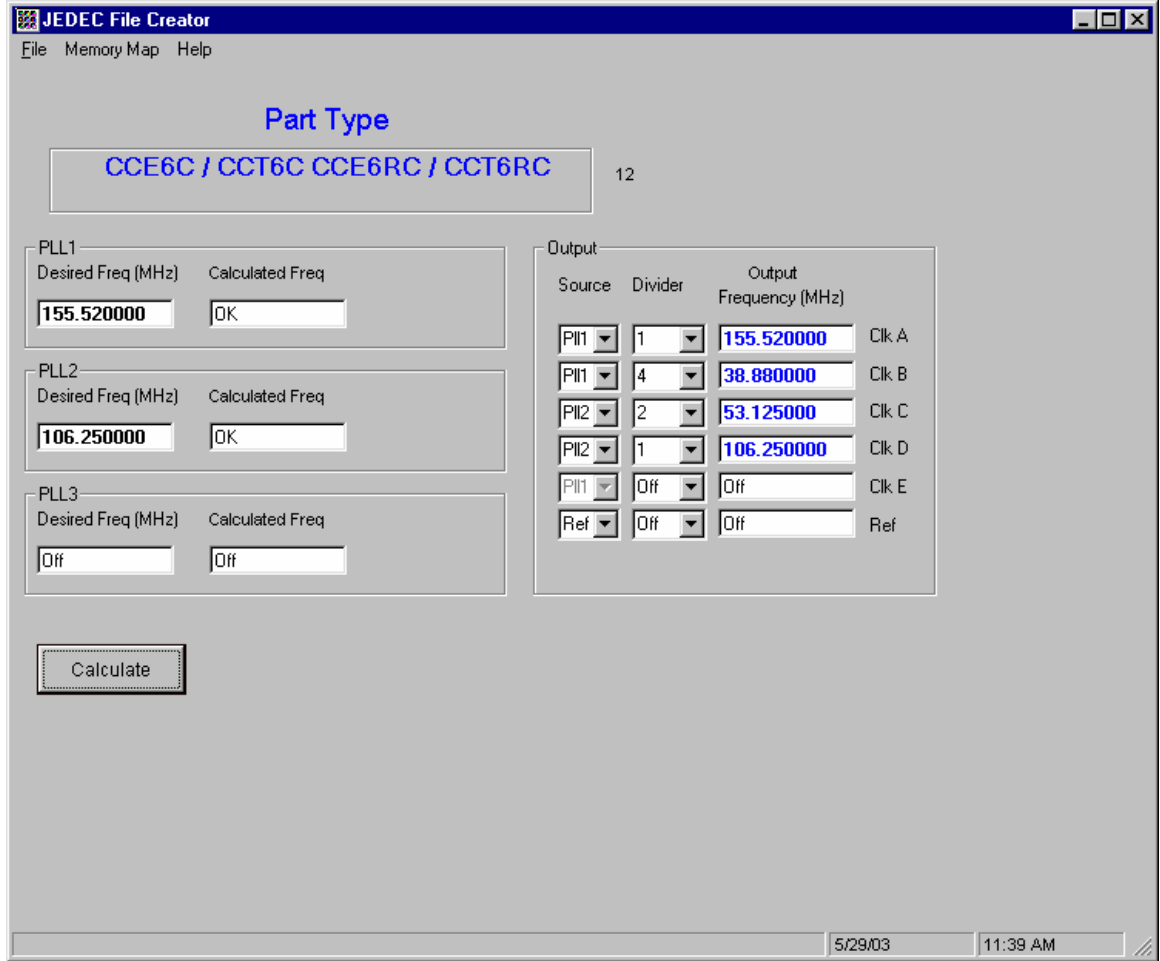 JEDEC File Creator
File Memory Map Help
Part Type
CCE6C / CCT6C CCE6RC / CCT6RC
12
PLL1
Desired Freq (MHz) Calculated Freq
155.520000 OK
PLL2
Desired Freq (MHz) Calculated Freq
106.250000 OK
PLL3
Desired Freq (MHz) Calculated Freq
Off Off
Output
Source Divider Output Frequency (MHz)
Pll1 1 155.520000 Clk A
Pll1 4 38.880000 Clk B
Pll2 2 53.125000 Clk C
Pll2 1 106.250000 Clk D
Pll1 Off Off Clk E
Ref Off Off Ref
Calculate
5/29/03 11:39 AM